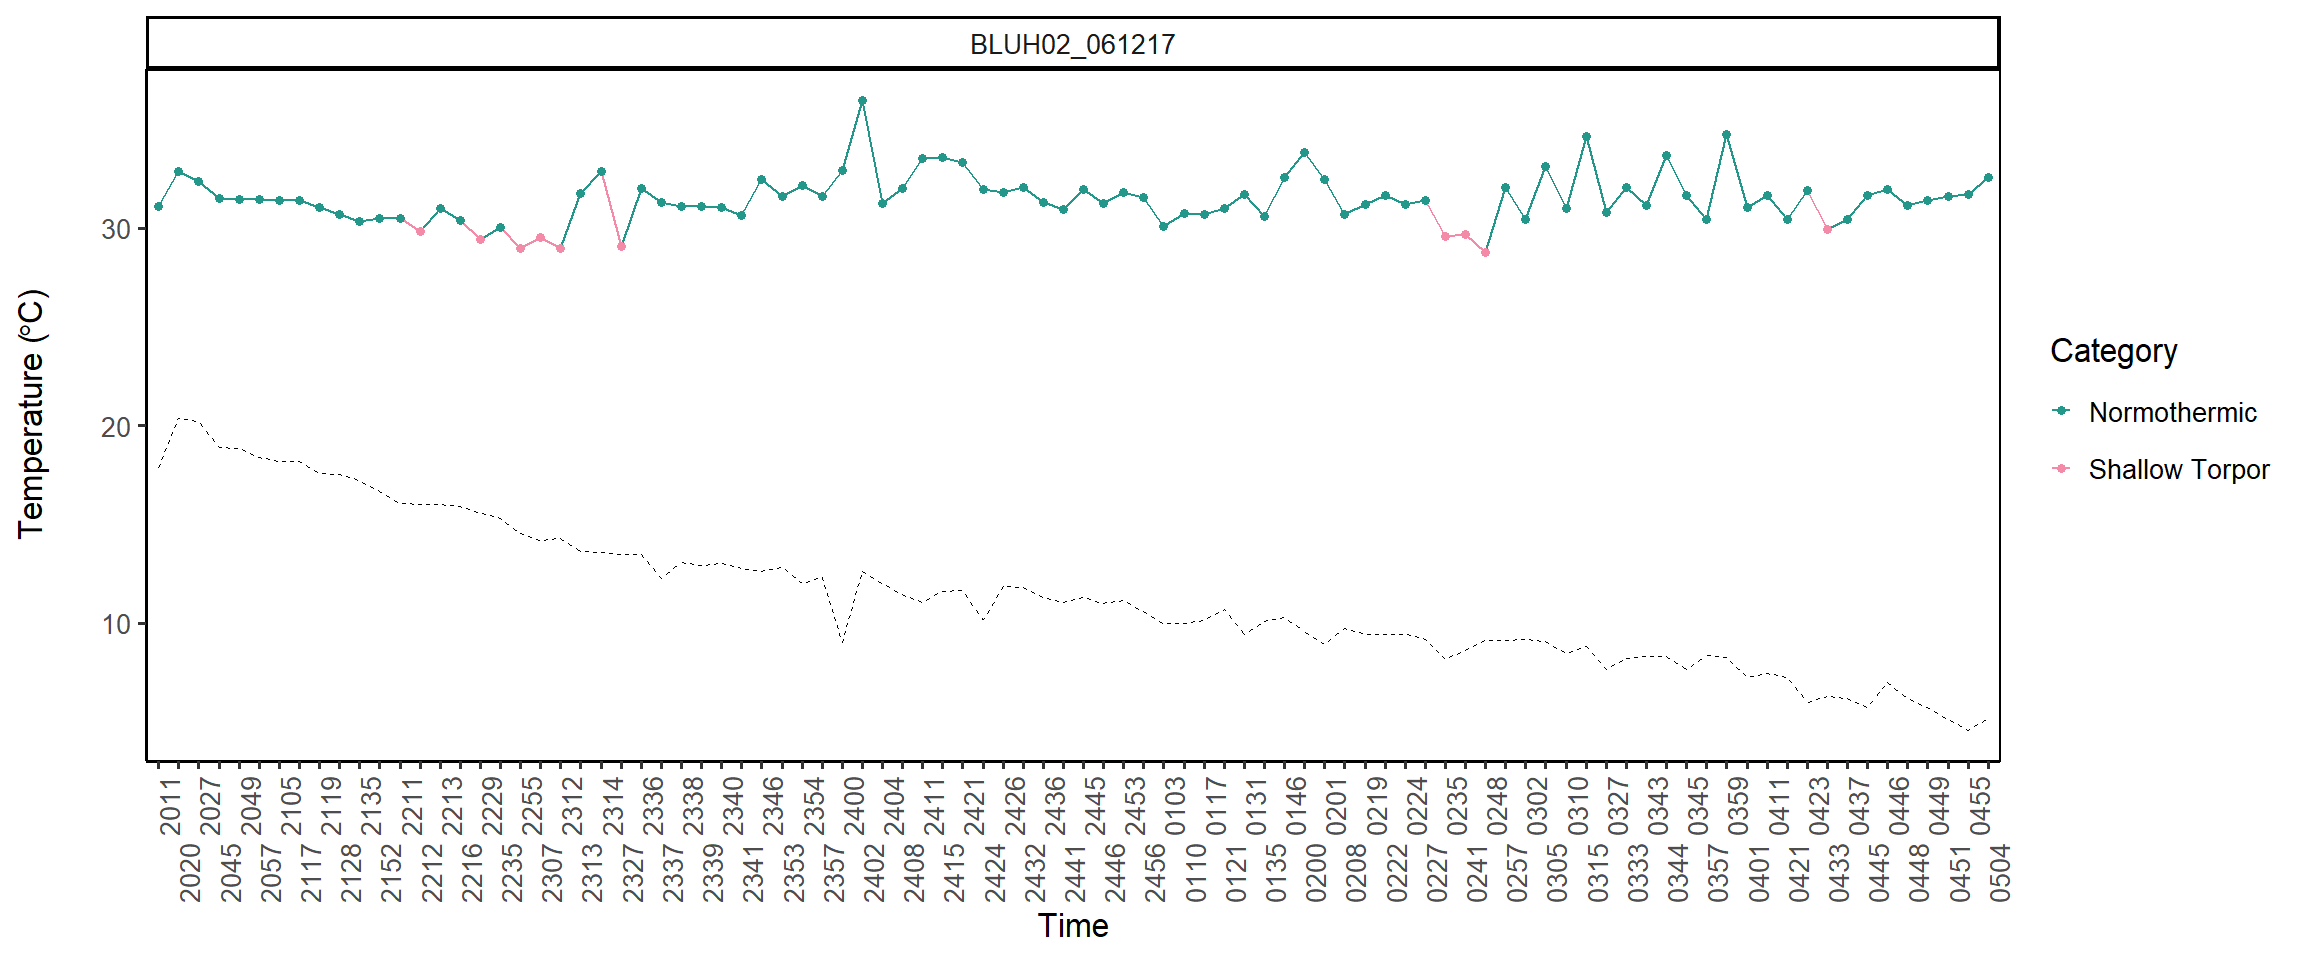 BLUH02_061217
Temperature (°C)
30
20
10
2011 2027 2049 2105 2119 2135 2211 2213 2229 2255 2312 2314 2336 2338 2340 2346 2354 2400 2404 2411 2421 2426 2436 2445 2453 0103 0117 0131 0146 0201 0219 0224 0235 0248 0302 0310 0327 0343 0345 0359 0411 0423 0437 0446 0449 0455
2020 2045 2057 2117 2128 2152 2212 2216 2235 2307 2313 2327 2337 2339 2341 2353 2357 2402 2408 2415 2424 2432 2441 2446 2456 0110 0121 0135 0200 0208 0222 0227 0241 0257 0305 0315 0333 0344 0357 0401 0421 0433 0445 0448 0451 0504
Time
Category
Normothermic
Shallow Torpor